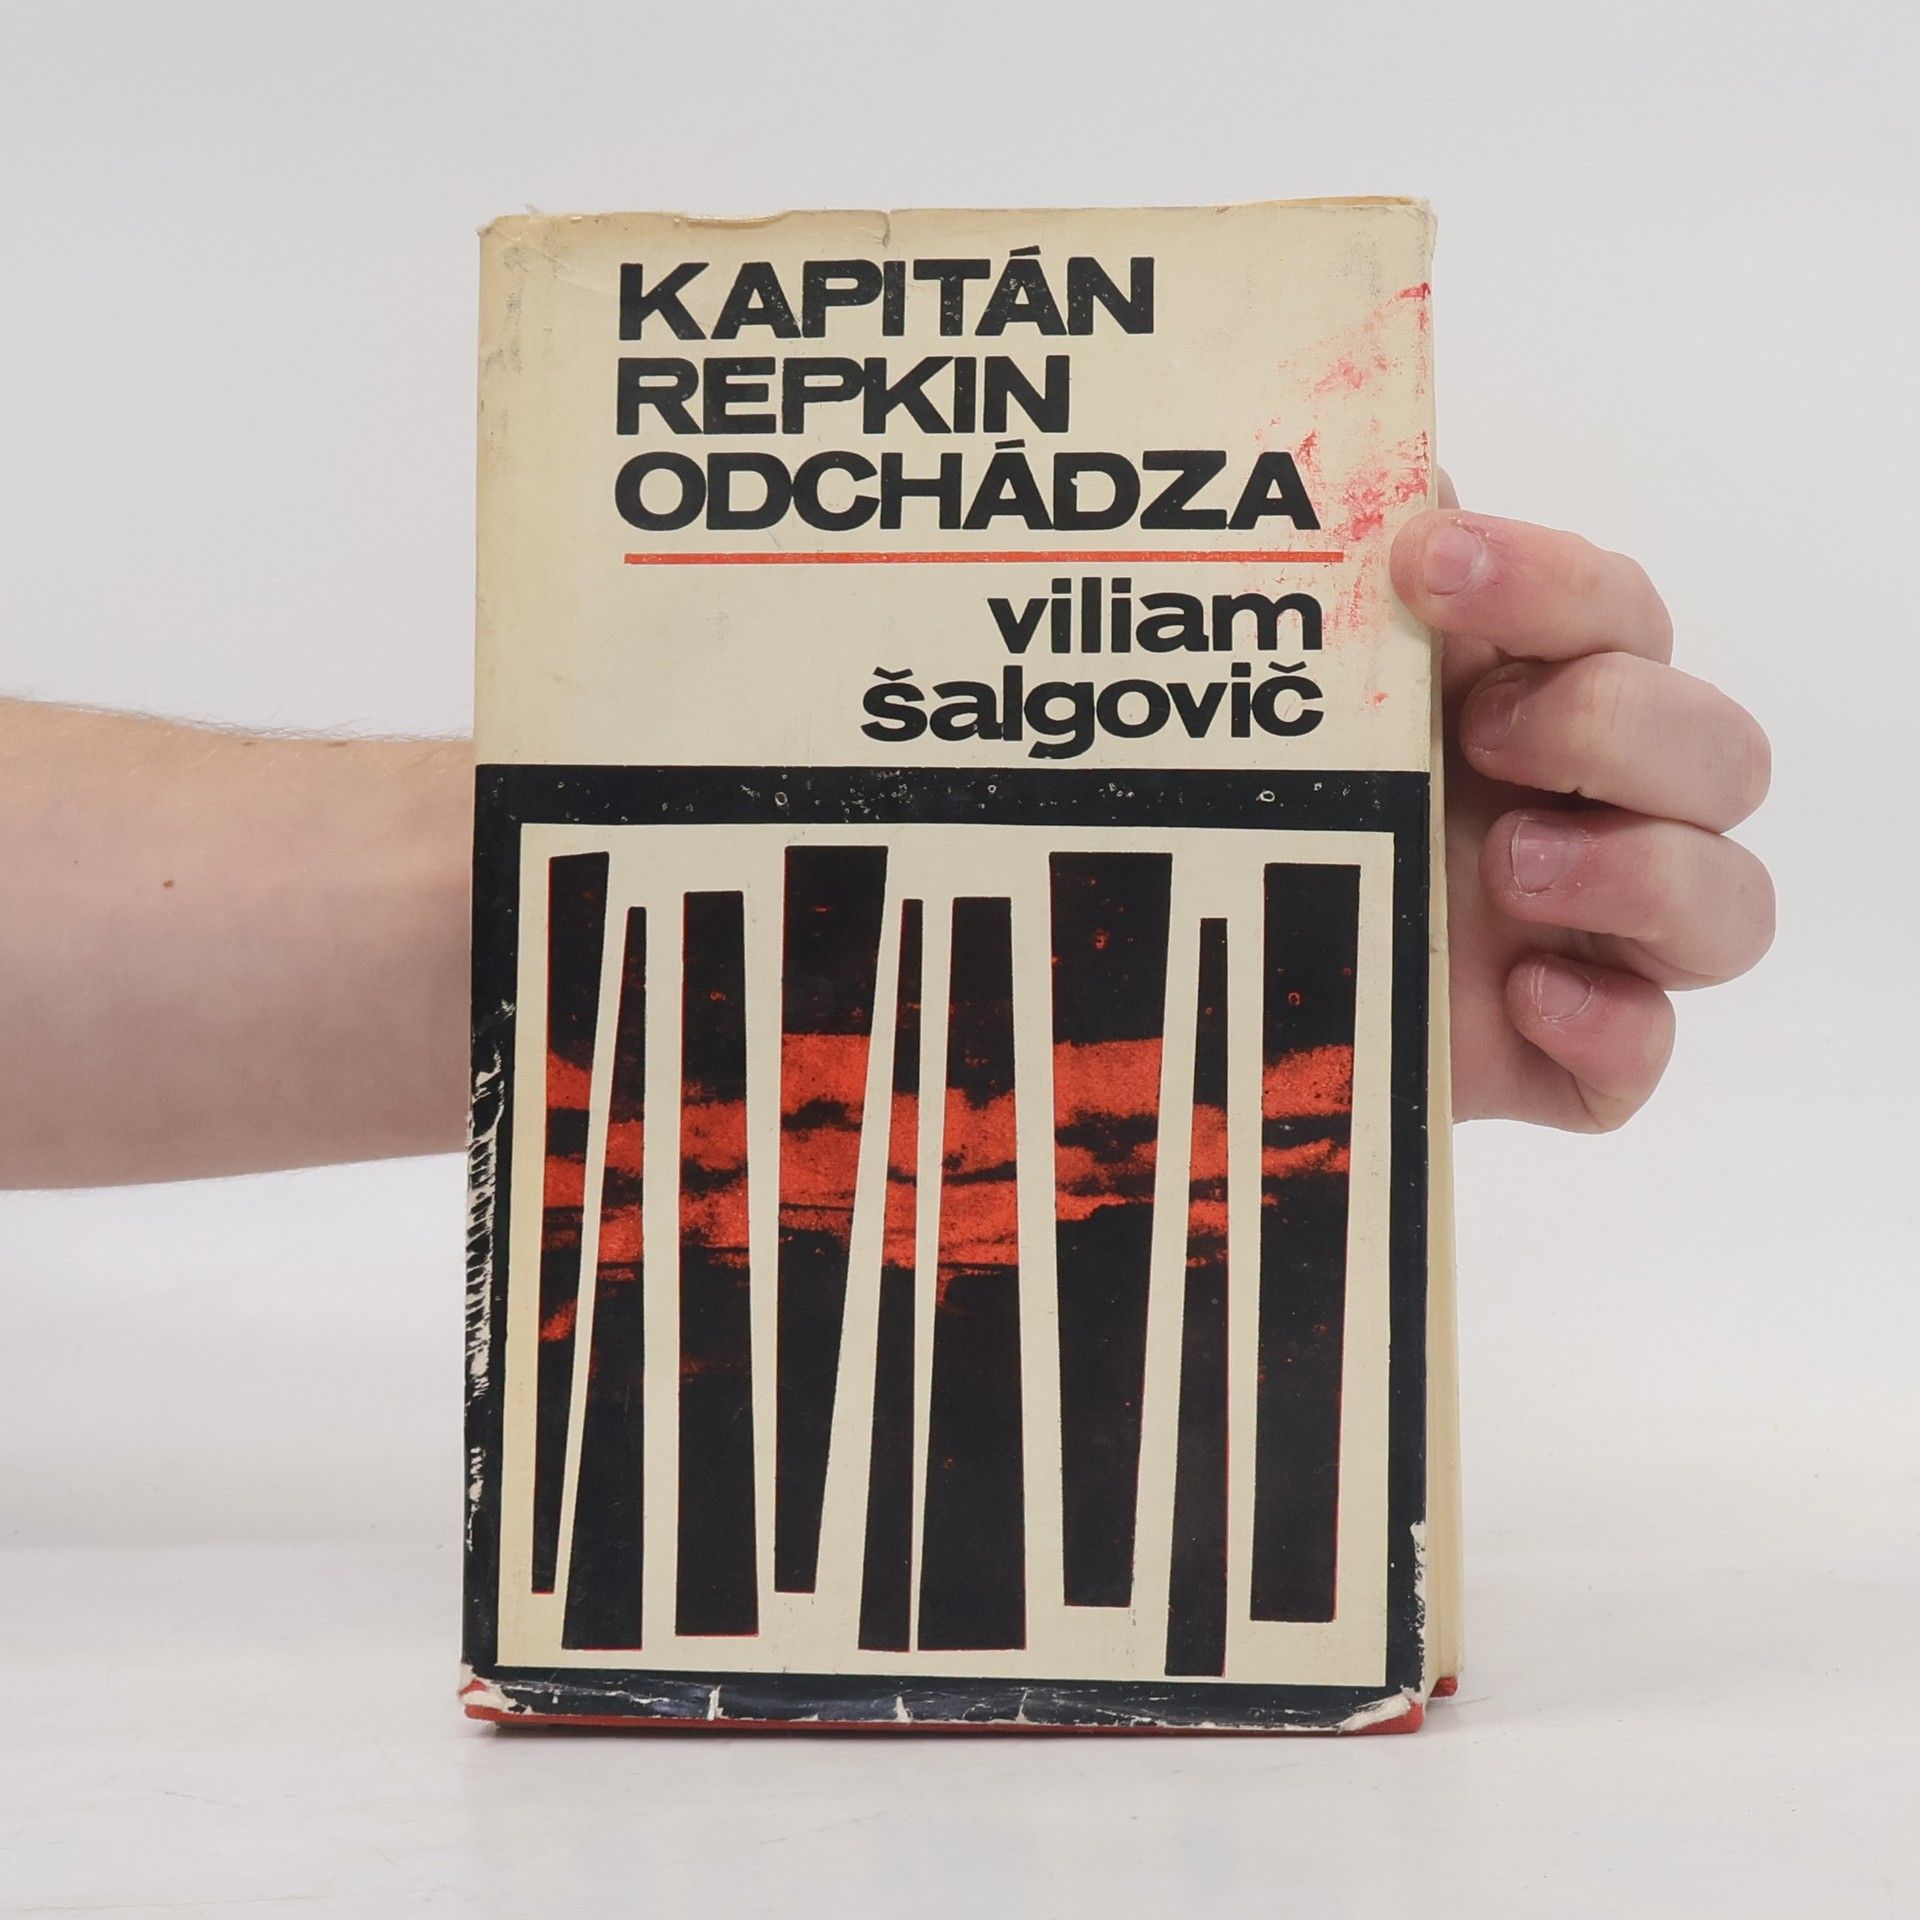 KAPITÁN
REPKIN
ODCHÁDZA
viliam
šalgovič